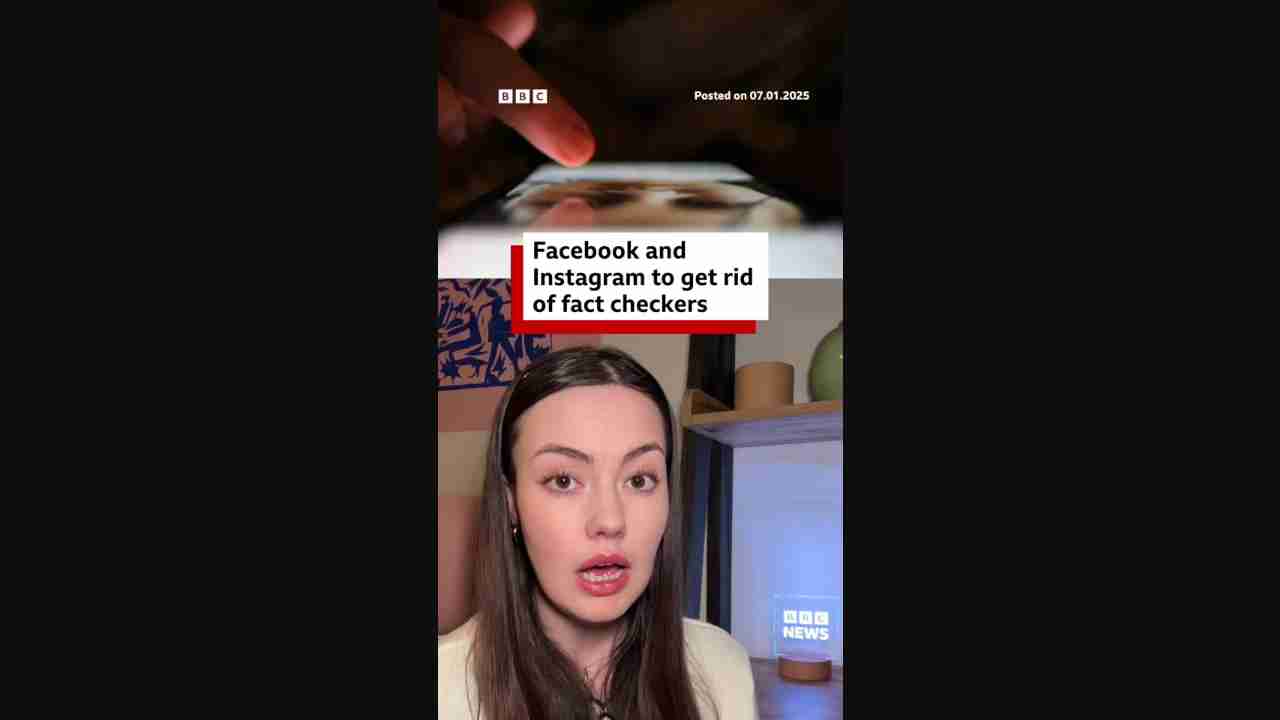 BBC
Posted on 07.01.2025
Facebook and
Instagram to get rid
of fact checkers
BBC
NEWS